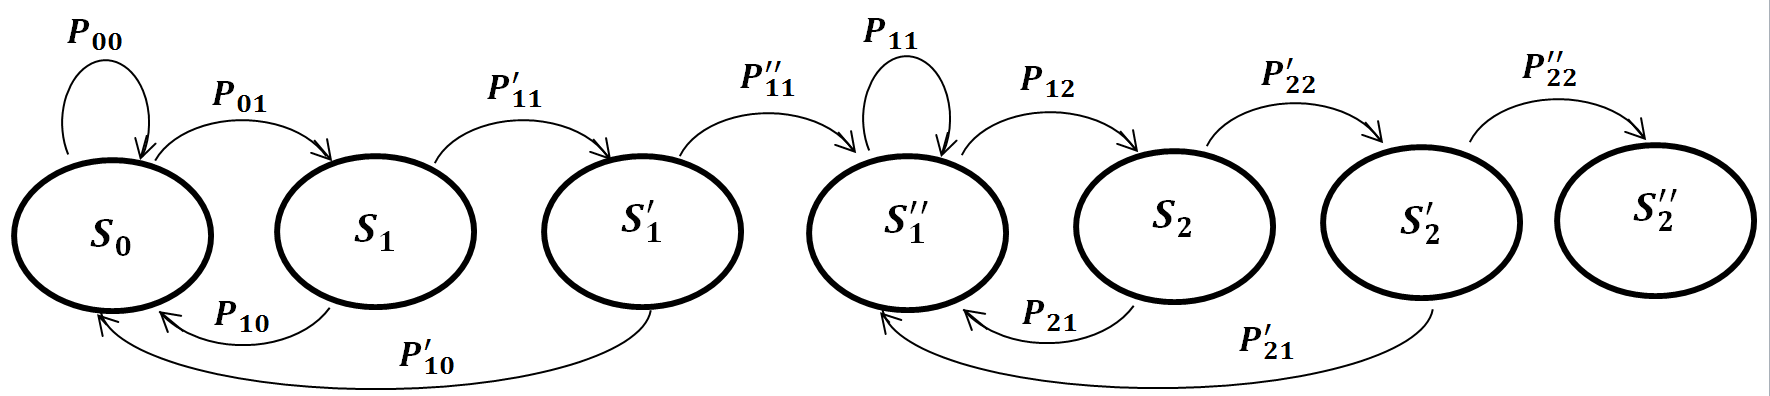 P₀₀
P₀₁
P′₁₁
P″₁₁
P₁₁
P₁₂
P′₂₂
P″₂₂
S₀
S₁
S′₁
S″₁
S₂
S′₂
S″₂
P₁₀
P′₁₀
P₂₁
P′₂₁